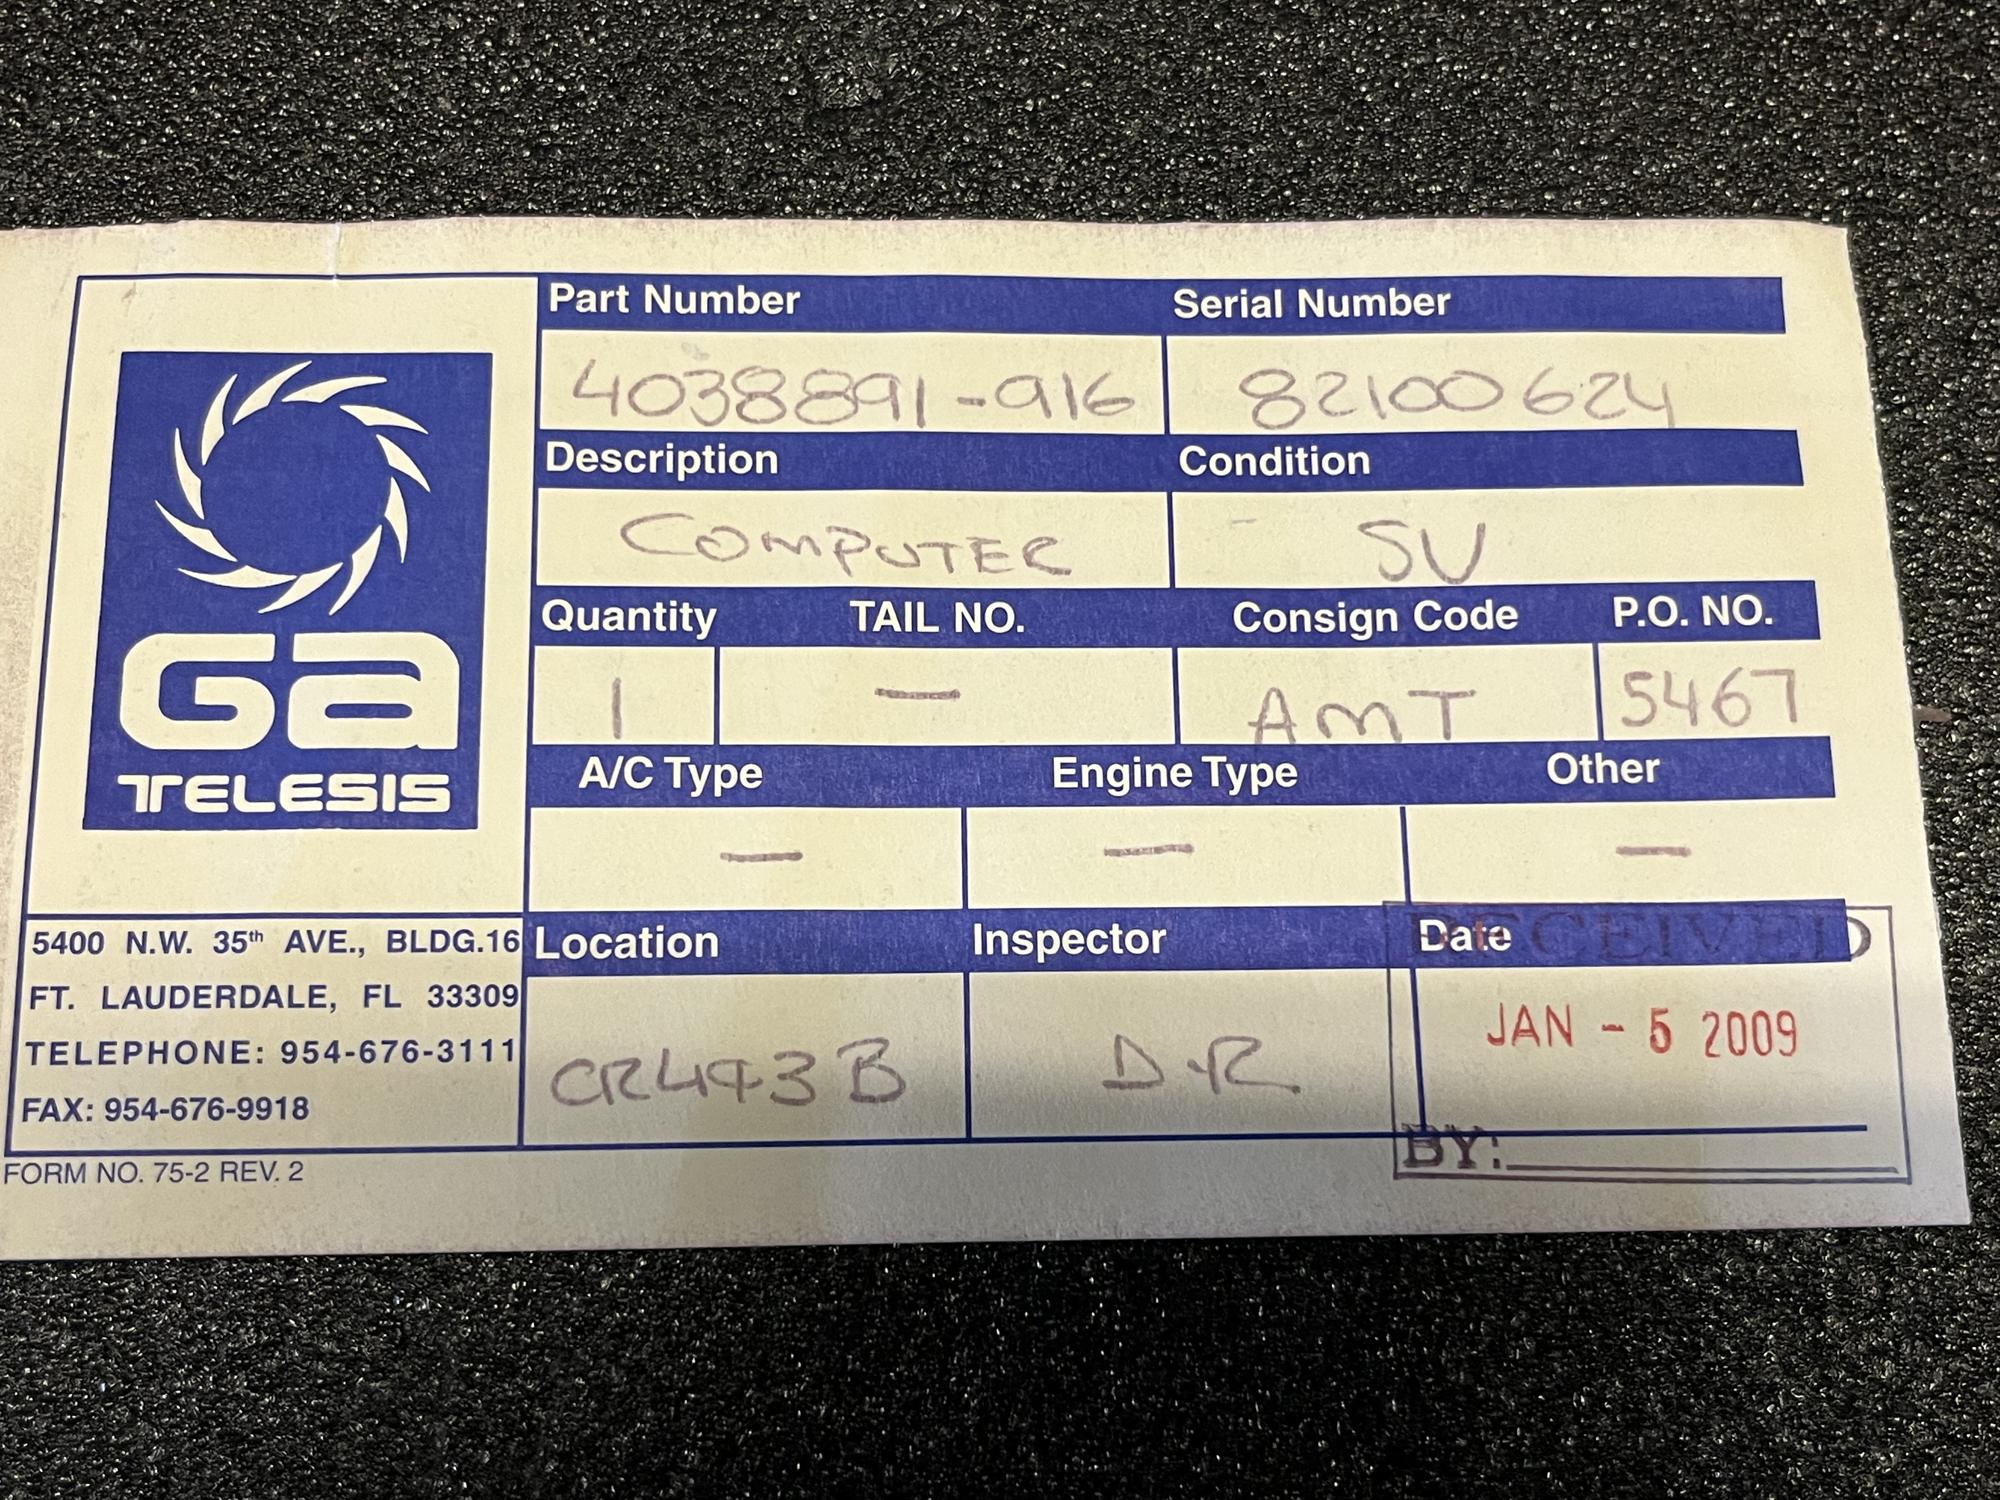 Part Number Serial Number
4038891-916 82100624
Description Condition
COMPUTER SV
Quantity TAIL NO. Consign Code P.O. NO.
1 — AMT 5467
A/C Type Engine Type Other
— — —
Location Inspector Date
RECEIVED
CR493B D.R JAN - 5 2009
BY:
Ga
TELESIS
5400 N.W. 35th AVE., BLDG.16
FT. LAUDERDALE, FL 33309
TELEPHONE: 954-676-3111
FAX: 954-676-9918
FORM NO. 75-2 REV. 2